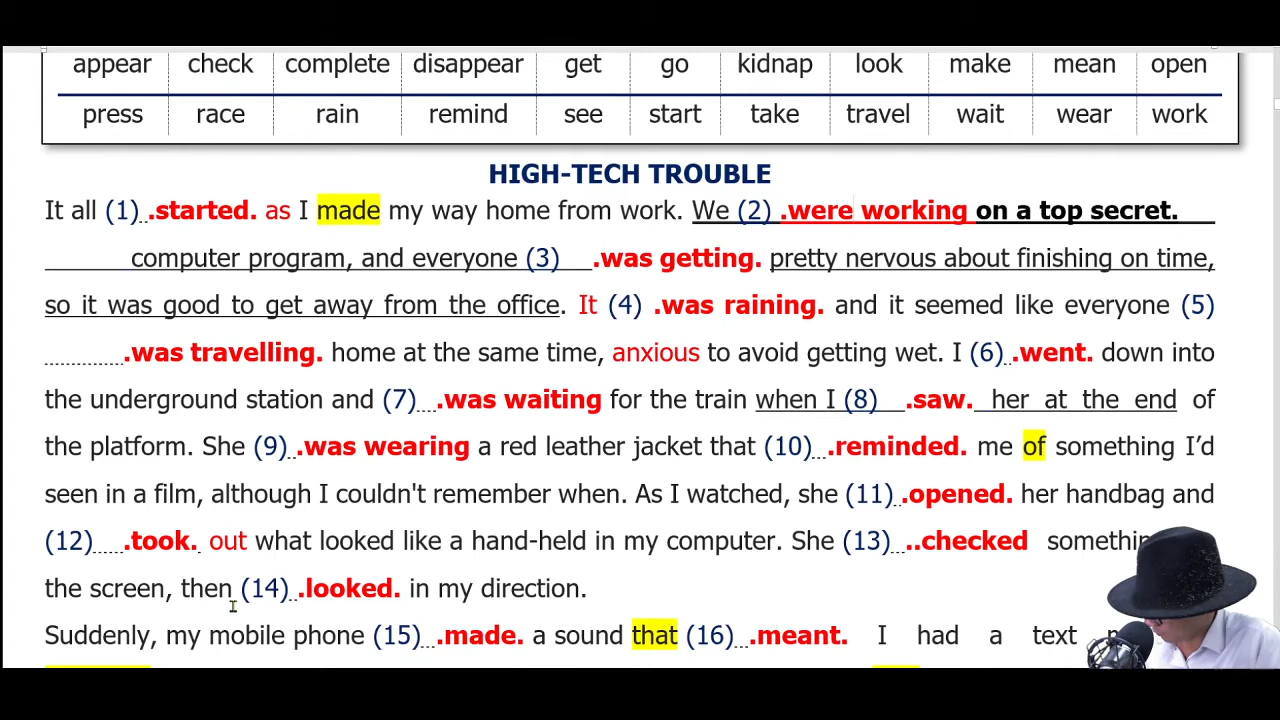 appear check complete disappear get go kidnap look make mean open
press race rain remind see start take travel wait wear work
HIGH-TECH TROUBLE
It all (1) .started. as I made my way home from work. We (2) .were working on a top secret.
computer program, and everyone (3) .was getting. pretty nervous about finishing on time,
so it was good to get away from the office. It (4) .was raining. and it seemed like everyone (5)
.was travelling. home at the same time, anxious to avoid getting wet. I (6) .went. down into
the underground station and (7) .was waiting for the train when I (8) .saw. her at the end of
the platform. She (9) .was wearing a red leather jacket that (10) .reminded. me of something I’d
seen in a film, although I couldn't remember when. As I watched, she (11) .opened. her handbag and
(12) .took. out what looked like a hand-held in my computer. She (13) ..checked
the screen, then (14) .looked. in my direction.
Suddenly, my mobile phone (15) .made. a sound that (16) .meant. I had a text